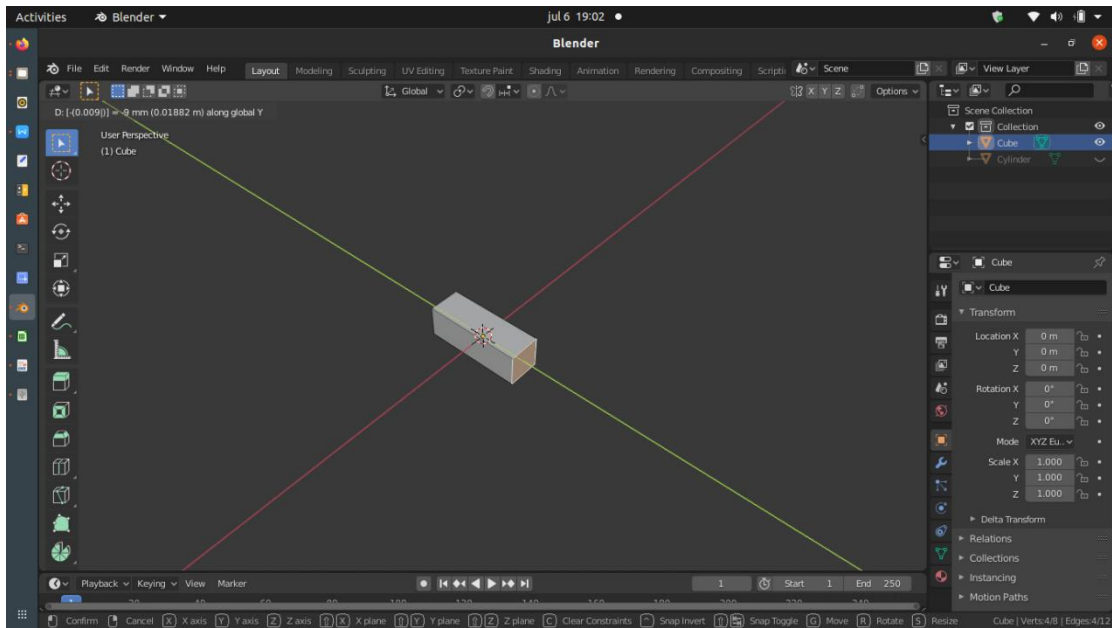 Activities Blender jul 6 19:02
Blender
File Edit Render Window Help Layout Modeling Sculpting UV Editing Texture Paint Shading Animation Rendering Compositing Scripti Scene View Layer
Global X Y Z Options
D: [-(0.009|)] = -9 mm (0.01882 m) along global Y
User Perspective
(1) Cube
Scene Collection
Collection
Cube
Cylinder
Cube
Cube
Transform
Location X 0 m
Y 0 m
Z 0 m
Rotation X 0°
Y 0°
Z 0°
Mode XYZ Eu..
Scale X 1.000
Y 1.000
Z 1.000
Delta Transform
Relations
Collections
Instancing
Motion Paths
Playback Keying View Marker 1 Start 1 End 250
Confirm Cancel X X axis Y Y axis Z Z axis X X plane Y Y plane Z Z plane C Clear Constraints Snap Invert Snap Toggle G Move R Rotate S Resize Cube | Verts:4/8 | Edges:4/12